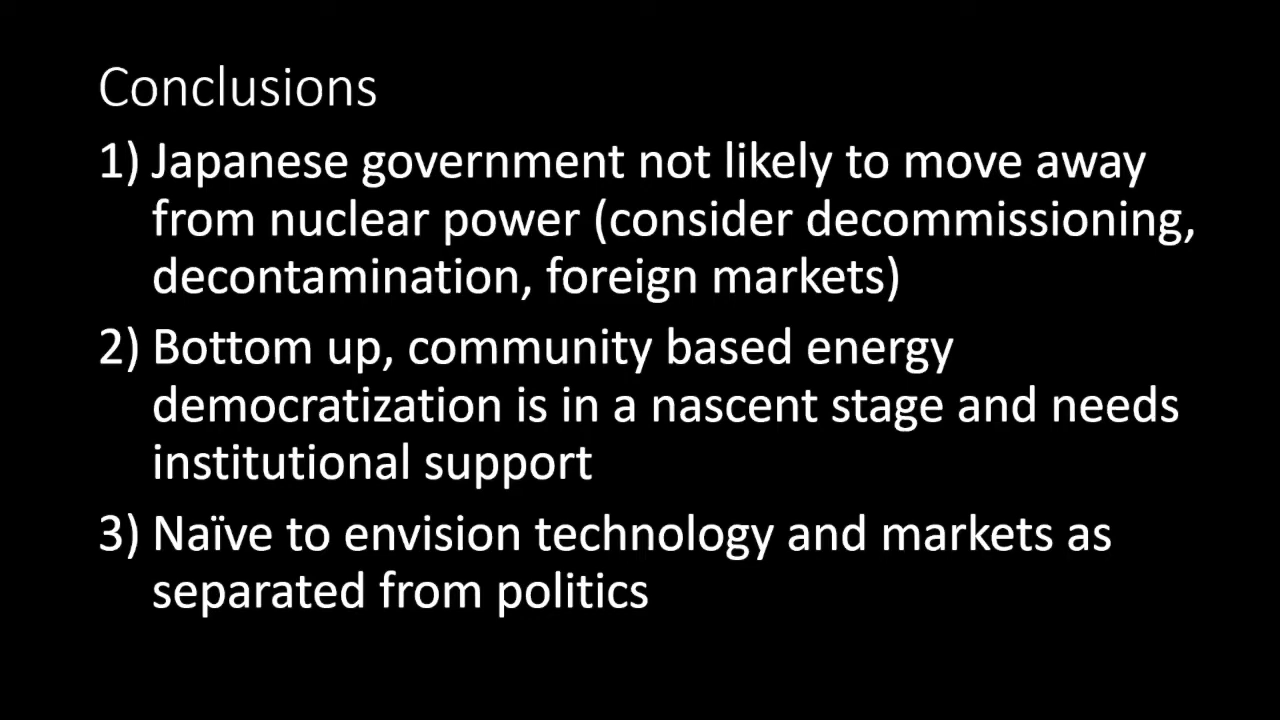 Conclusions
1) Japanese government not likely to move away
from nuclear power (consider decommissioning,
decontamination, foreign markets)
2) Bottom up, community based energy
democratization is in a nascent stage and needs
institutional support
3) Naïve to envision technology and markets as
separated from politics